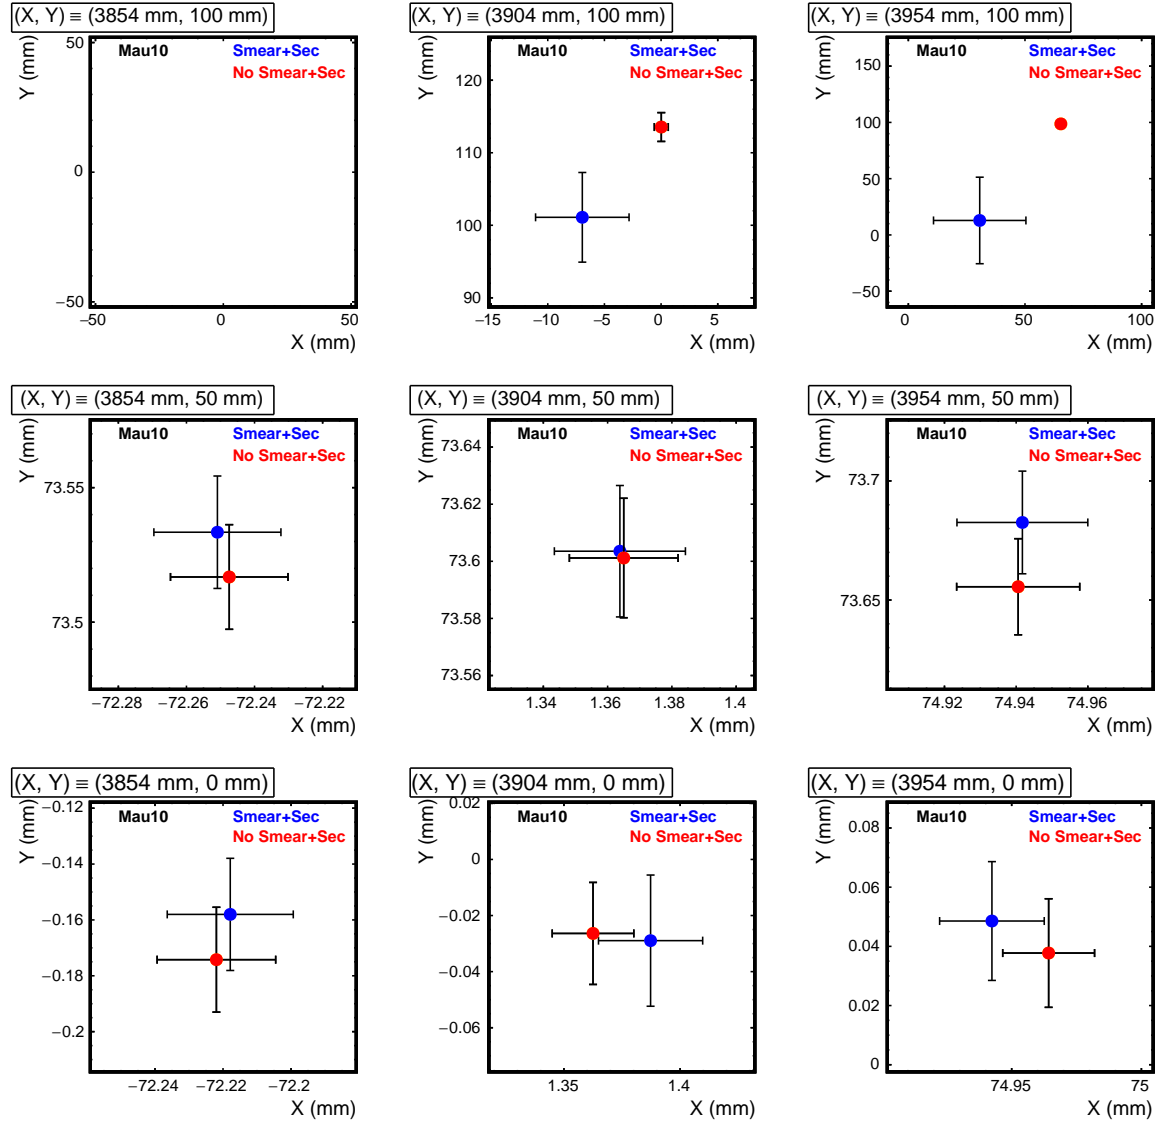 (X, Y) ≡ (3854 mm, 100 mm)
Y (mm)
Mau10
Smear+Sec
No Smear+Sec
50
0
−50
−50 0 50
X (mm)
(X, Y) ≡ (3904 mm, 100 mm)
Y (mm)
Mau10
Smear+Sec
No Smear+Sec
120
110
100
90
−15 −10 −5 0 5
X (mm)
(X, Y) ≡ (3954 mm, 100 mm)
Y (mm)
Mau10
Smear+Sec
No Smear+Sec
150
100
50
0
−50
0 50 100
X (mm)
(X, Y) ≡ (3854 mm, 50 mm)
Y (mm)
Mau10
Smear+Sec
No Smear+Sec
73.55
73.5
−72.28 −72.26 −72.24 −72.22
X (mm)
(X, Y) ≡ (3904 mm, 50 mm)
Y (mm)
Mau10
Smear+Sec
No Smear+Sec
73.64
73.62
73.6
73.58
73.56
1.34 1.36 1.38 1.4
X (mm)
(X, Y) ≡ (3954 mm, 50 mm)
Y (mm)
Mau10
Smear+Sec
No Smear+Sec
73.7
73.65
74.92 74.94 74.96
X (mm)
(X, Y) ≡ (3854 mm, 0 mm)
Y (mm)
Mau10
Smear+Sec
No Smear+Sec
−0.12
−0.14
−0.16
−0.18
−0.2
−72.24 −72.22 −72.2
X (mm)
(X, Y) ≡ (3904 mm, 0 mm)
Y (mm)
Mau10
Smear+Sec
No Smear+Sec
0.02
0
−0.02
−0.04
−0.06
1.35 1.4
X (mm)
(X, Y) ≡ (3954 mm, 0 mm)
Y (mm)
Mau10
Smear+Sec
No Smear+Sec
0.08
0.06
0.04
0.02
0
74.95 75
X (mm)